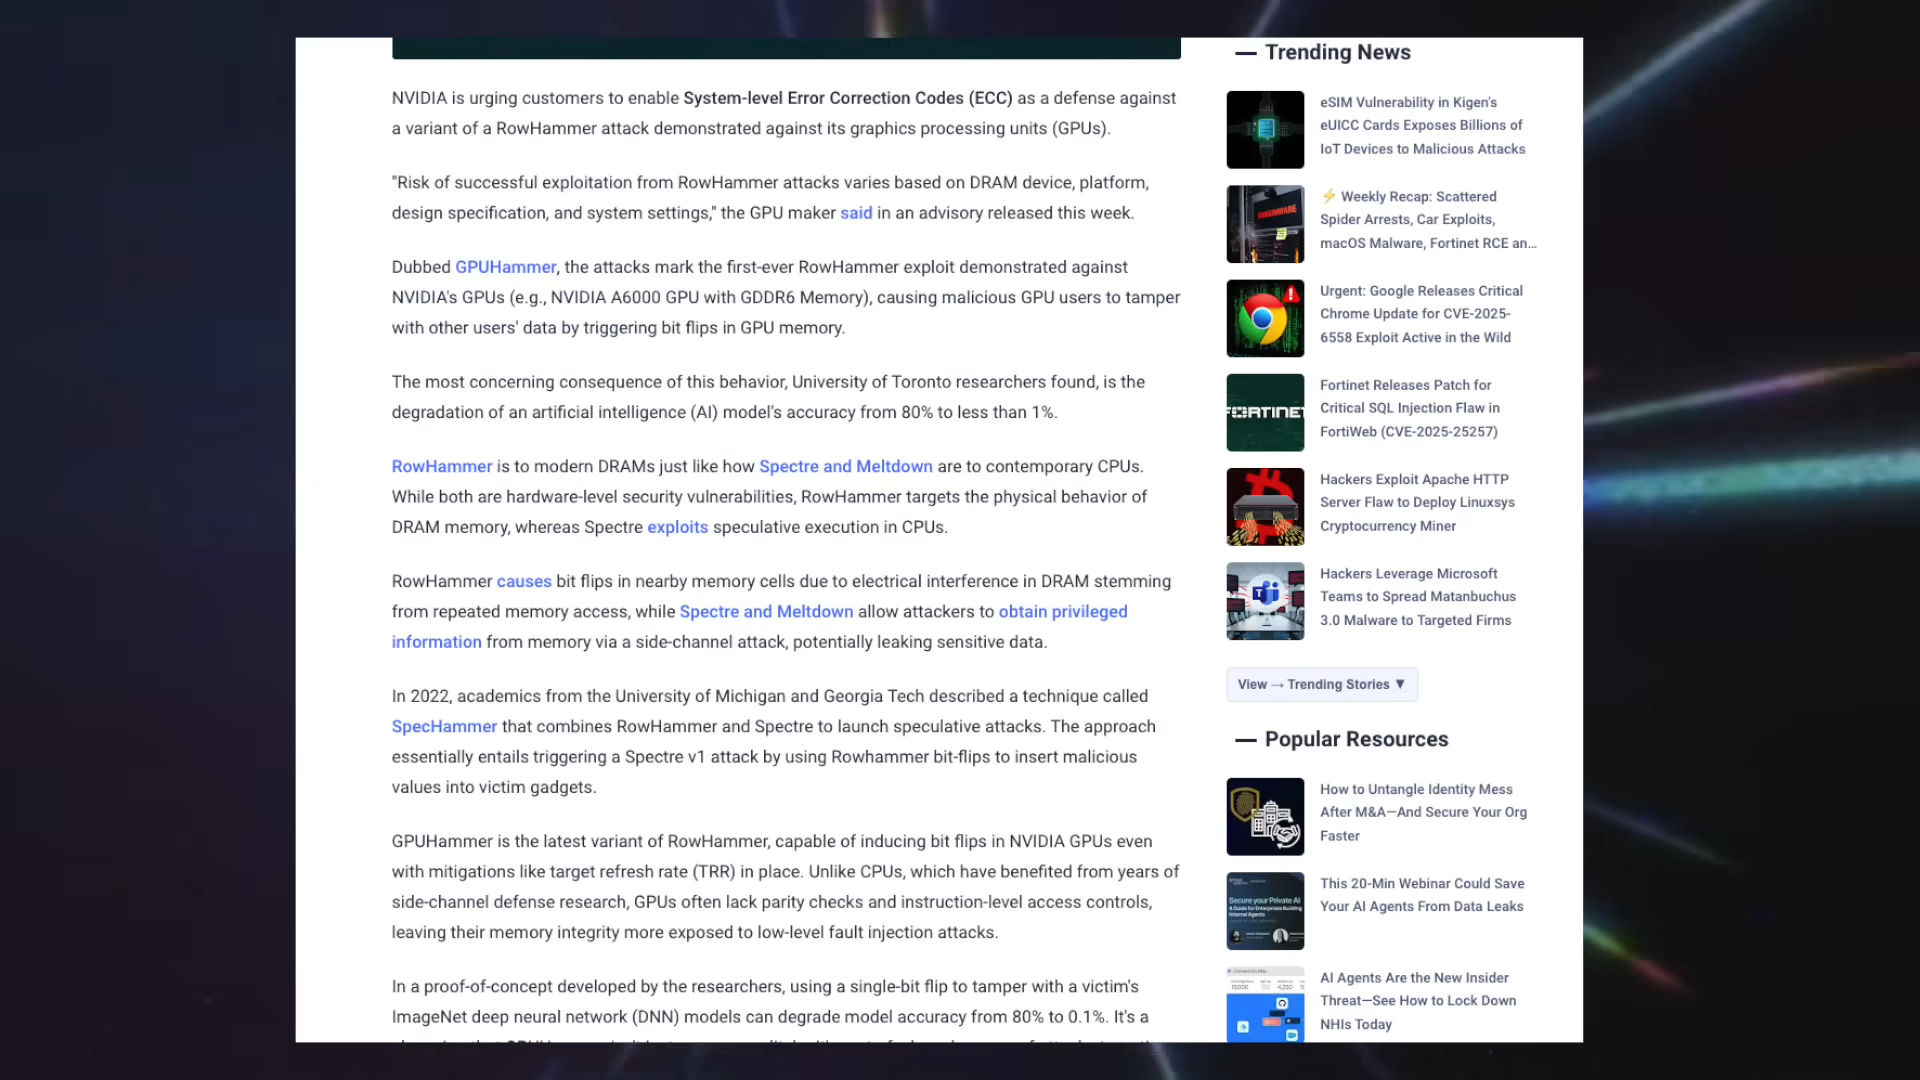 NVIDIA is urging customers to enable System-level Error Correction Codes (ECC) as a defense against
a variant of a RowHammer attack demonstrated against its graphics processing units (GPUs).
"Risk of successful exploitation from RowHammer attacks varies based on DRAM device, platform,
design specification, and system settings," the GPU maker said in an advisory released this week.
Dubbed GPUHammer, the attacks mark the first-ever RowHammer exploit demonstrated against
NVIDIA's GPUs (e.g., NVIDIA A6000 GPU with GDDR6 Memory), causing malicious GPU users to tamper
with other users' data by triggering bit flips in GPU memory.
The most concerning consequence of this behavior, University of Toronto researchers found, is the
degradation of an artificial intelligence (AI) model's accuracy from 80% to less than 1%.
RowHammer is to modern DRAMs just like how Spectre and Meltdown are to contemporary CPUs.
While both are hardware-level security vulnerabilities, RowHammer targets the physical behavior of
DRAM memory, whereas Spectre exploits speculative execution in CPUs.
RowHammer causes bit flips in nearby memory cells due to electrical interference in DRAM stemming
from repeated memory access, while Spectre and Meltdown allow attackers to obtain privileged
information from memory via a side-channel attack, potentially leaking sensitive data.
In 2022, academics from the University of Michigan and Georgia Tech described a technique called
SpecHammer that combines RowHammer and Spectre to launch speculative attacks. The approach
essentially entails triggering a Spectre v1 attack by using Rowhammer bit-flips to insert malicious
values into victim gadgets.
GPUHammer is the latest variant of RowHammer, capable of inducing bit flips in NVIDIA GPUs even
with mitigations like target refresh rate (TRR) in place. Unlike CPUs, which have benefited from years of
side-channel defense research, GPUs often lack parity checks and instruction-level access controls,
leaving their memory integrity more exposed to low-level fault injection attacks.
In a proof-of-concept developed by the researchers, using a single-bit flip to tamper with a victim's
ImageNet deep neural network (DNN) models can degrade model accuracy from 80% to 0.1%. It's a
— Trending News
eSIM Vulnerability in Kigen's
eUICC Cards Exposes Billions of
IoT Devices to Malicious Attacks
⚡ Weekly Recap: Scattered
Spider Arrests, Car Exploits,
macOS Malware, Fortinet RCE an...
Urgent: Google Releases Critical
Chrome Update for CVE-2025-
6558 Exploit Active in the Wild
FORTINET
Fortinet Releases Patch for
Critical SQL Injection Flaw in
FortiWeb (CVE-2025-25257)
Hackers Exploit Apache HTTP
Server Flaw to Deploy Linuxsys
Cryptocurrency Miner
Hackers Leverage Microsoft
Teams to Spread Matanbuchus
3.0 Malware to Targeted Firms
View → Trending Stories ▼
— Popular Resources
How to Untangle Identity Mess
After M&A—And Secure Your Org
Faster
Secure your Private AI
This 20-Min Webinar Could Save
Your AI Agents From Data Leaks
AI Agents Are the New Insider
Threat—See How to Lock Down
NHIs Today